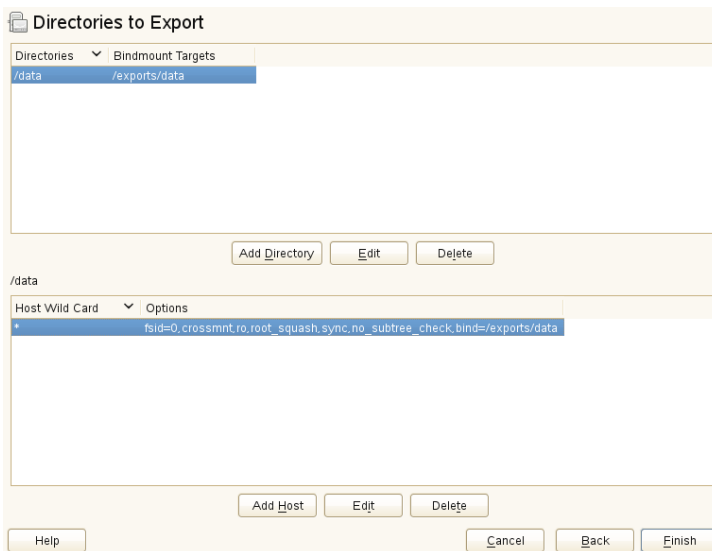 Directories to Export
Directories Bindmount Targets
/data /exports/data
Add Directory Edit Delete
/data
Host Wild Card Options
* fsid=0,crossmnt,ro,root_squash,sync,no_subtree_check,bind=/exports/data
Add Host Edit Delete
Help Cancel Back Finish